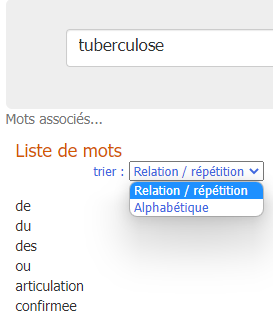 tuberculose
Mots associés...
Liste de mots
trier : Relation / répétition
Relation / répétition
Alphabétique
de
du
des
ou
articulation
confirmee